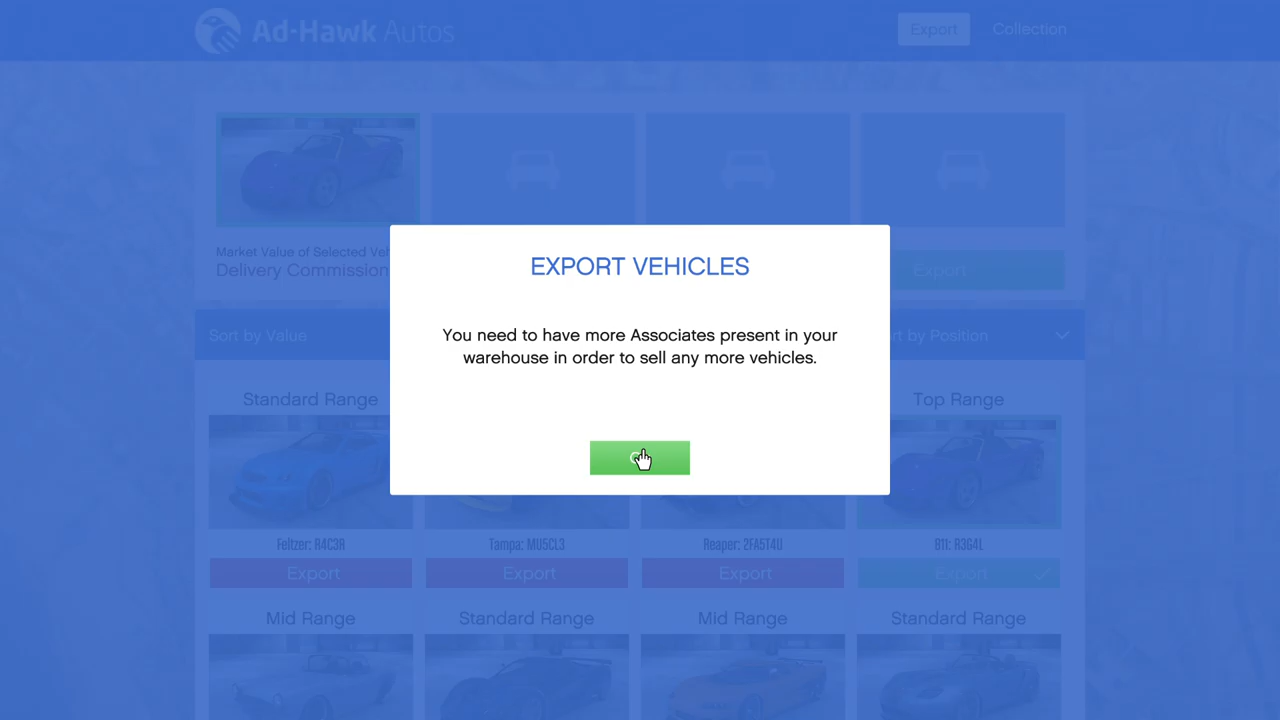 Ad-Hawk Autos
Export
Collection
Market Value of Selected Veh
Delivery Commission
Export
EXPORT VEHICLES
You need to have more Associates present in your
warehouse in order to sell any more vehicles.
Sort by Value
rt by Position
Standard Range
Top Range
Feltzer: R4C3R
Tampa: MU5CL3
Reaper: 2FA5T4U
811: R3G4L
Export
Export
Export
Export
Mid Range
Standard Range
Mid Range
Standard Range